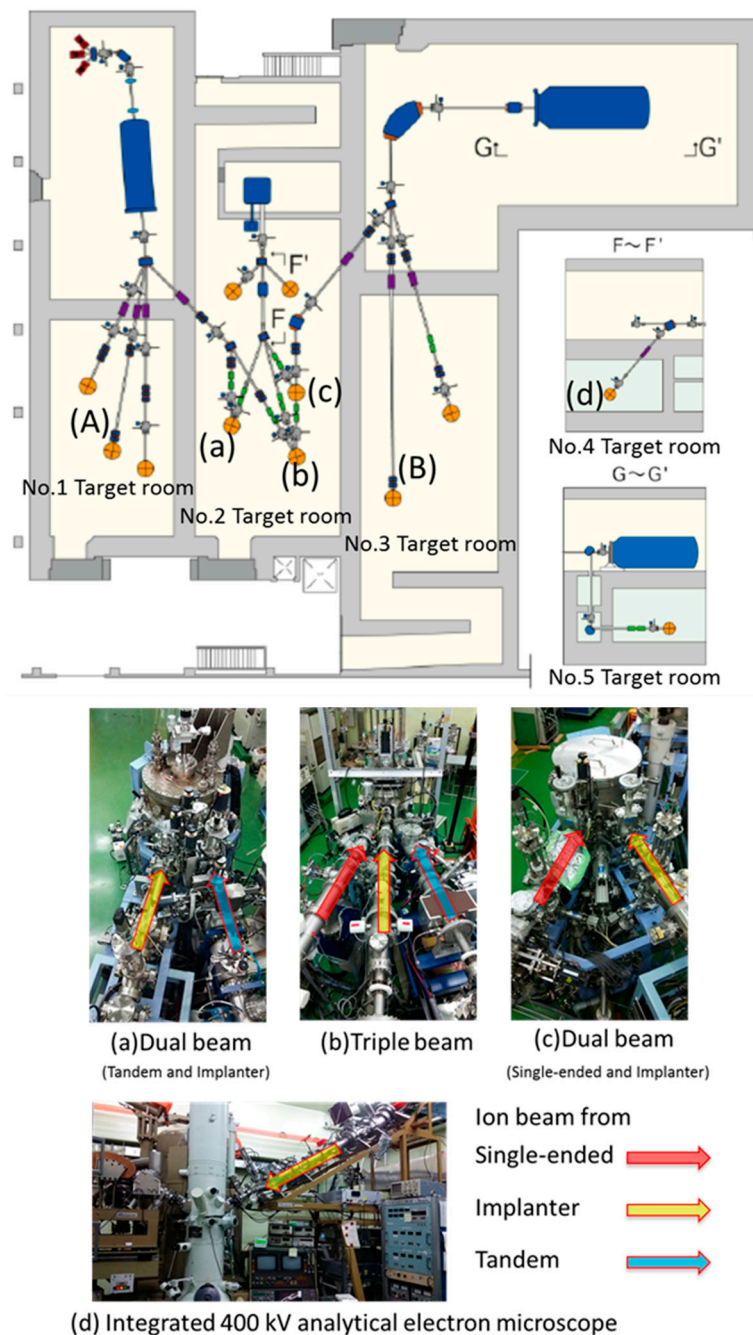 G
G'
F～F'
F'
F
(d)
(c)
(A)
(a)
(b)
(B)
No.4 Target room
G～G'
No.1 Target room
No.2 Target room
No.3 Target room
No.5 Target room
(a)Dual beam
(Tandem and Implanter)
(b)Triple beam
(c)Dual beam
(Single-ended and Implanter)
Ion beam from
Single-ended
Implanter
Tandem
(d) Integrated 400 kV analytical electron microscope